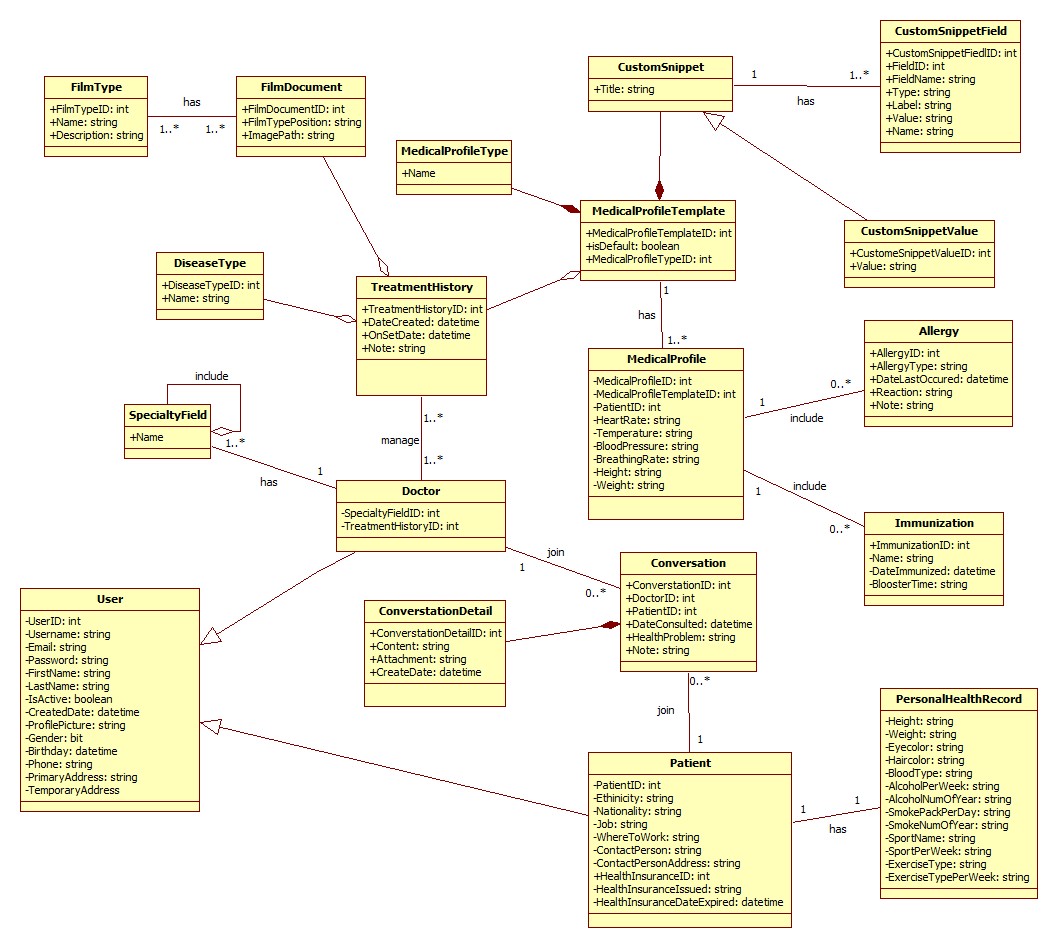 CustomSnippetField
+CustomSnippetFiedlID: int
+FieldID: int
+FieldName: string
+Type: string
+Label: string
+Value: string
+Name: string
CustomSnippet
+Title: string
1
1..*
has
FilmType
+FilmTypeID: int
+Name: string
+Description: string
has
1..*
1..*
FilmDocument
+FilmDocumentID: int
+FilmTypePosition: string
+ImagePath: string
MedicalProfileType
+Name
MedicalProfileTemplate
+MedicalProfileTemplateID: int
+isDefault: boolean
+MedicalProfileTypeID: int
CustomSnippetValue
+CustomeSnippetValueID: int
+Value: string
DiseaseType
+DiseaseTypeID: int
+Name: string
TreatmentHistory
+TreatmentHistoryID: int
+DateCreated: datetime
+OnSetDate: datetime
+Note: string
1
has
1..*
MedicalProfile
-MedicalProfileID: int
-MedicalProfileTemplateID: int
-PatientID: int
-HeartRate: string
-Temperature: string
-BloodPressure: string
-BreathingRate: string
-Height: string
-Weight: string
Allergy
+AllergyID: int
+AllergyType: string
+DateLastOccured: datetime
+Reaction: string
+Note: string
0..*
1
include
include
SpecialtyField
+Name
1..*
has
1
1..*
manage
1..*
Doctor
-SpecialtyFieldID: int
-TreatmentHistoryID: int
include
1
0..*
Immunization
+ImmunizationID: int
-Name: string
-DateImmunized: datetime
-BloosterTime: string
join
1
0..*
Conversation
+ConverstationID: int
+DoctorID: int
+PatientID: int
+DateConsulted: datetime
+HealthProblem: string
+Note: string
ConverstationDetail
+ConverstationDetailID: int
+Content: string
+Attachment: string
+CreateDate: datetime
User
-UserID: int
-Username: string
-Email: string
-Password: string
-FirstName: string
-LastName: string
-IsActive: boolean
-CreatedDate: datetime
-ProfilePicture: string
-Gender: bit
-Birthday: datetime
-Phone: string
-PrimaryAddress: string
-TemporaryAddress
0..*
join
1
Patient
-PatientID: int
-Ethinicity: string
-Nationality: string
-Job: string
-WhereToWork: string
-ContactPerson: string
-ContactPersonAddress: string
+HealthInsuranceID: int
-HealthInsuranceIssued: string
-HealthInsuranceDateExpired: datetime
1
1
has
PersonalHealthRecord
-Height: string
-Weight: string
-Eyecolor: string
-Haircolor: string
-BloodType: string
-AlcoholPerWeek: string
-AlcoholNumOfYear: string
-SmokePackPerDay: string
-SmokeNumOfYear: string
-SportName: string
-SportPerWeek: string
-ExerciseType: string
-ExerciseTypePerWeek: string